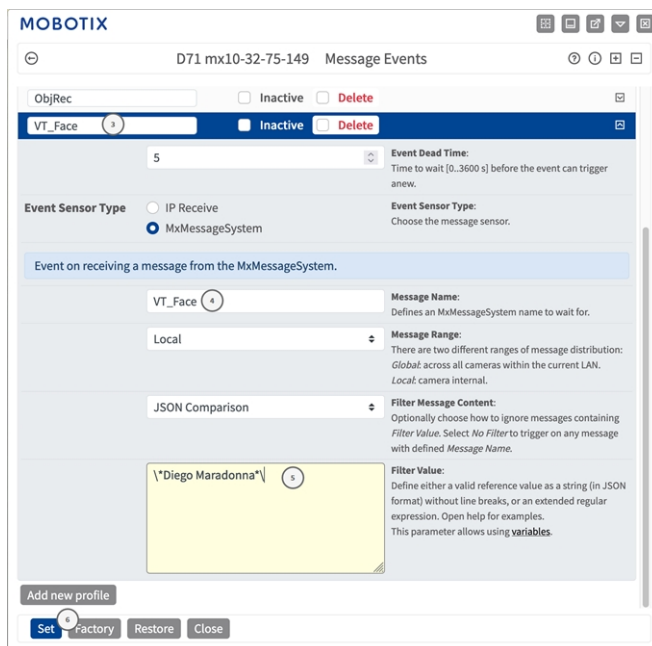 MOBOTIX
D71 mx10-32-75-149 Message Events
ObjRec Inactive Delete
VT_Face 3 Inactive Delete
5
Event Dead Time:
Time to wait [0..3600 s] before the event can trigger
anew.
Event Sensor Type
IP Receive
MxMessageSystem
Event Sensor Type:
Choose the message sensor.
Event on receiving a message from the MxMessageSystem.
VT_Face 4
Message Name:
Defines an MxMessageSystem name to wait for.
Local
Message Range:
There are two different ranges of message distribution:
Global: across all cameras within the current LAN.
Local: camera internal.
JSON Comparison
Filter Message Content:
Optionally choose how to ignore messages containing
Filter Value. Select No Filter to trigger on any message
with defined Message Name.
\"Diego Maradonna"\ 5
Filter Value:
Define either a valid reference value as a string (in JSON
format) without line breaks, or an extended regular
expression. Open help for examples.
This parameter allows using variables.
Add new profile
6
Set Factory Restore Close